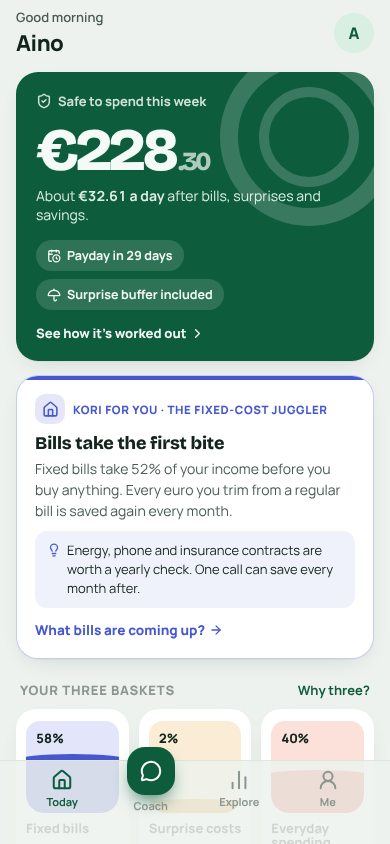 Good morning
Aino
A
Safe to spend this week
€228.30
About €32.61 a day after bills, surprises and
savings.
Payday in 29 days
Surprise buffer included
See how it's worked out
KORI FOR YOU · THE FIXED-COST JUGGLER
Bills take the first bite
Fixed bills take 52% of your income before you
buy anything. Every euro you trim from a regular
bill is saved again every month.
Energy, phone and insurance contracts are
worth a yearly check. One call can save every
month after.
What bills are coming up?
YOUR THREE BASKETS
Why three?
58%
2%
40%
Today
Coach
Explore
Me
Fixed bills
Surprise costs
Everyday
spending